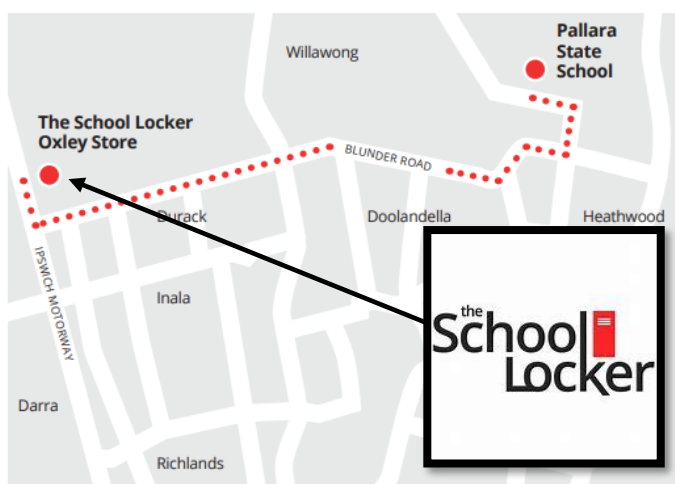 Willawong
Pallara
State
School
The School Locker
Oxley Store
BLUNDER ROAD
Durack
Doolandella
Heathwood
IPSWICH MOTORWAY
Inala
the
School
Locker
Darra
Richlands